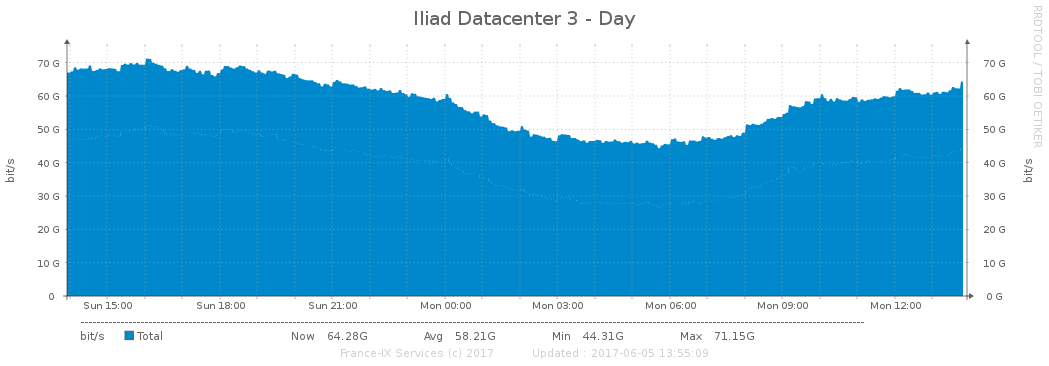 Iliad Datacenter 3 - Day
RRDTOOL / TOBI OETIKER
bit/s
70 G 70 G
60 G 60 G
50 G 50 G
40 G 40 G
30 G 30 G
20 G 20 G
10 G 10 G
0 0 G
bit/s
Sun 15:00 Sun 18:00 Sun 21:00 Mon 00:00 Mon 03:00 Mon 06:00 Mon 09:00 Mon 12:00
bit/s Total Now 64.28G Avg 58.21G Min 44.31G Max 71.15G
France-IX Services (c) 2017 Updated : 2017-06-05 13:55:09